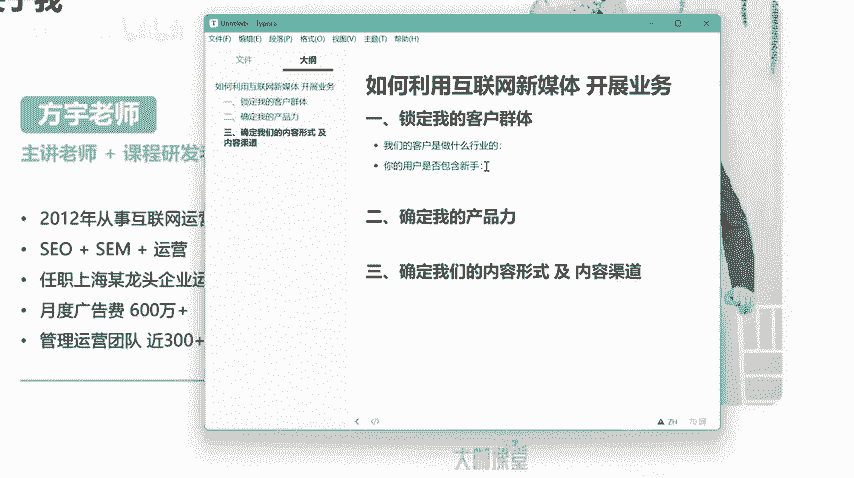 于我
方宇老师
主讲老师 + 课程研发
• 2012年从事互联网运营
• SEO + SEM + 运营
• 任职上海某龙头企业运
• 月度广告费 600万+
• 管理运营团队 近300+
Untitled• - Typora
文件(F) 编辑(E) 段落(P) 格式(O) 视图(V) 主题(T) 帮助(H)
文件 大纲
如何利用互联网新媒体 开展业务
一、锁定我的客户群体
二、确定我的产品力
三、确定我们的内容形式 及
内容渠道
如何利用互联网新媒体 开展业务
一、锁定我的客户群体
• 我们的客户是做什么行业的：
• 你的用户是否包含新手：
二、确定我的产品力
三、确定我们的内容形式 及 内容渠道
ZH 70 词